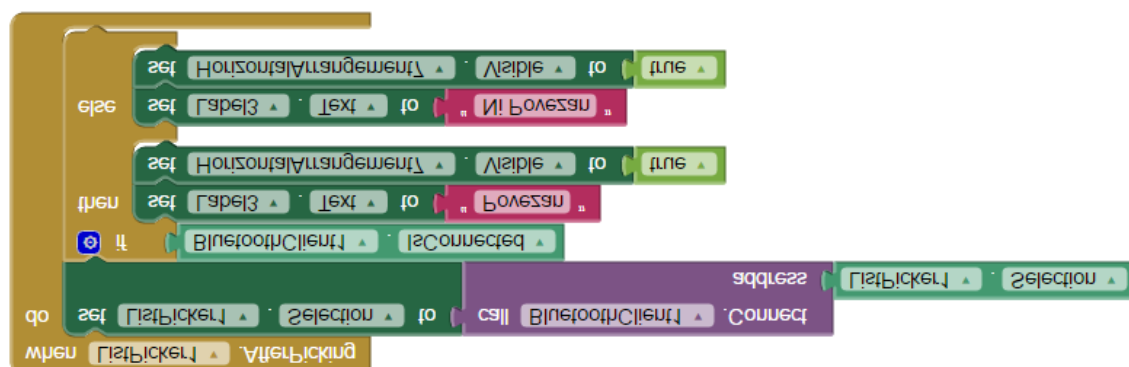 when ListPicker1 .AfterPicking
do set ListPicker1 . Selection to call BluetoothClient1 .Connect
address ListPicker1 . Selection
if BluetoothClient1 . IsConnected
then set Label3 . Text to " Povezan "
set HorizontalArrangement7 . Visible to true
else set Label3 . Text to " Ni Povezan "
set HorizontalArrangement7 . Visible to true